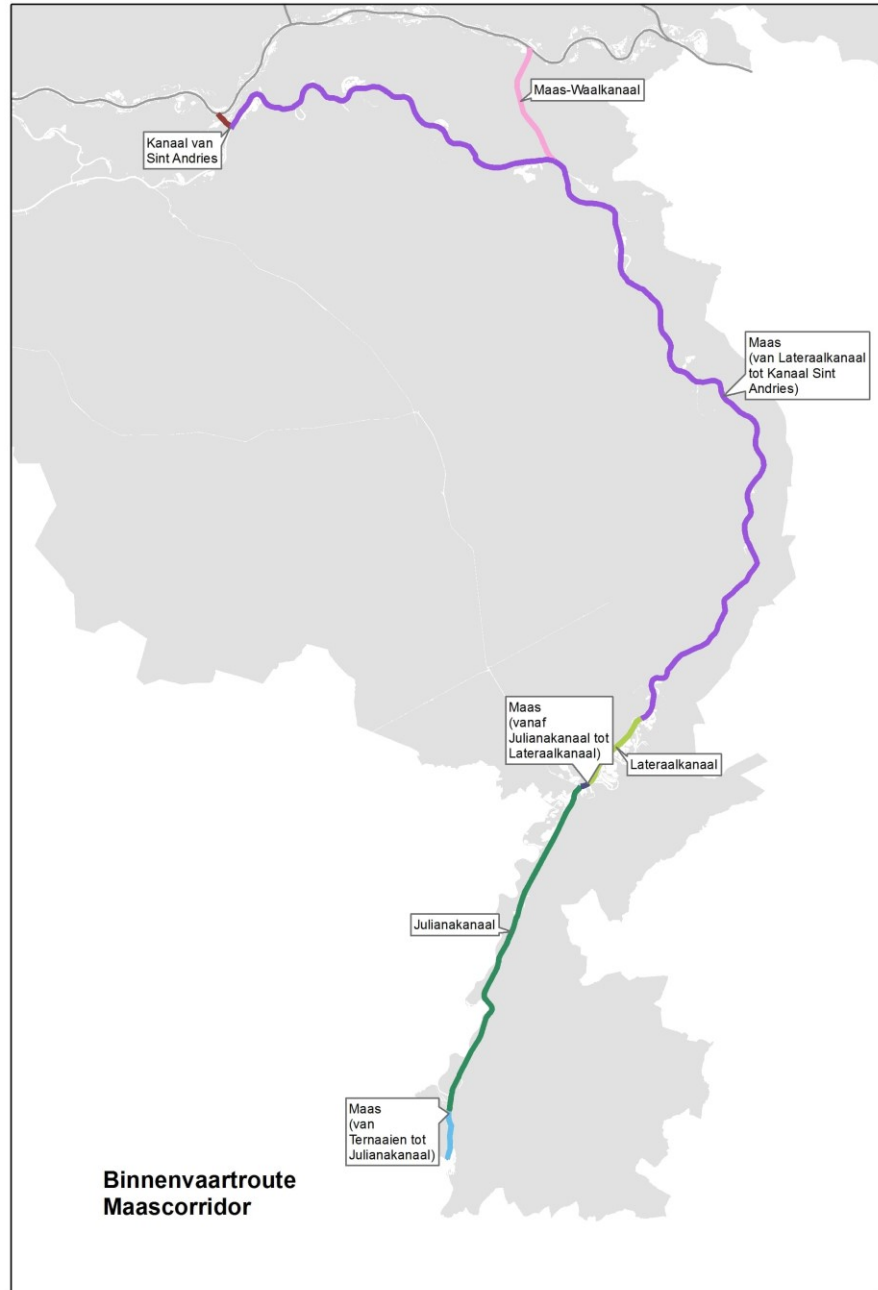 Maas-Waalkanaal
Kanaal van
Sint Andries
Maas
(van Lateraalkanaal
tot Kanaal Sint
Andries)
Maas
(vanaf
Julianakanaal tot
Lateraalkanaal)
Lateraalkanaal
Julianakanaal
Maas
(van
Ternaaien tot
Julianakanaal)
Binnenvaartroute
Maascorridor